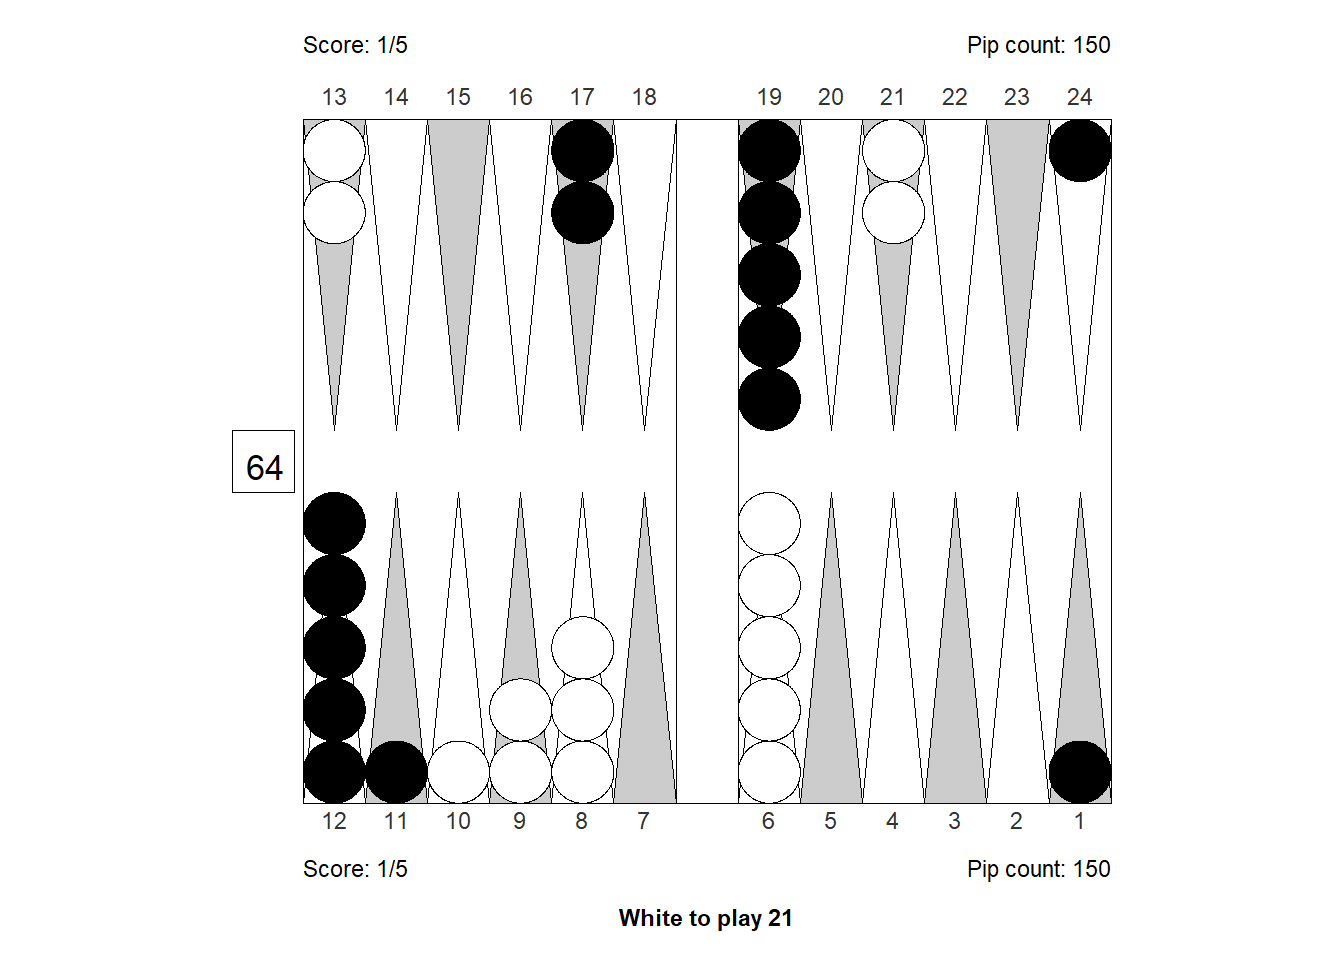 Score: 1/5 Pip count: 150
13 14 15 16 17 18 19 20 21 22 23 24
64
12 11 10 9 8 7 6 5 4 3 2 1
Score: 1/5 Pip count: 150
White to play 21